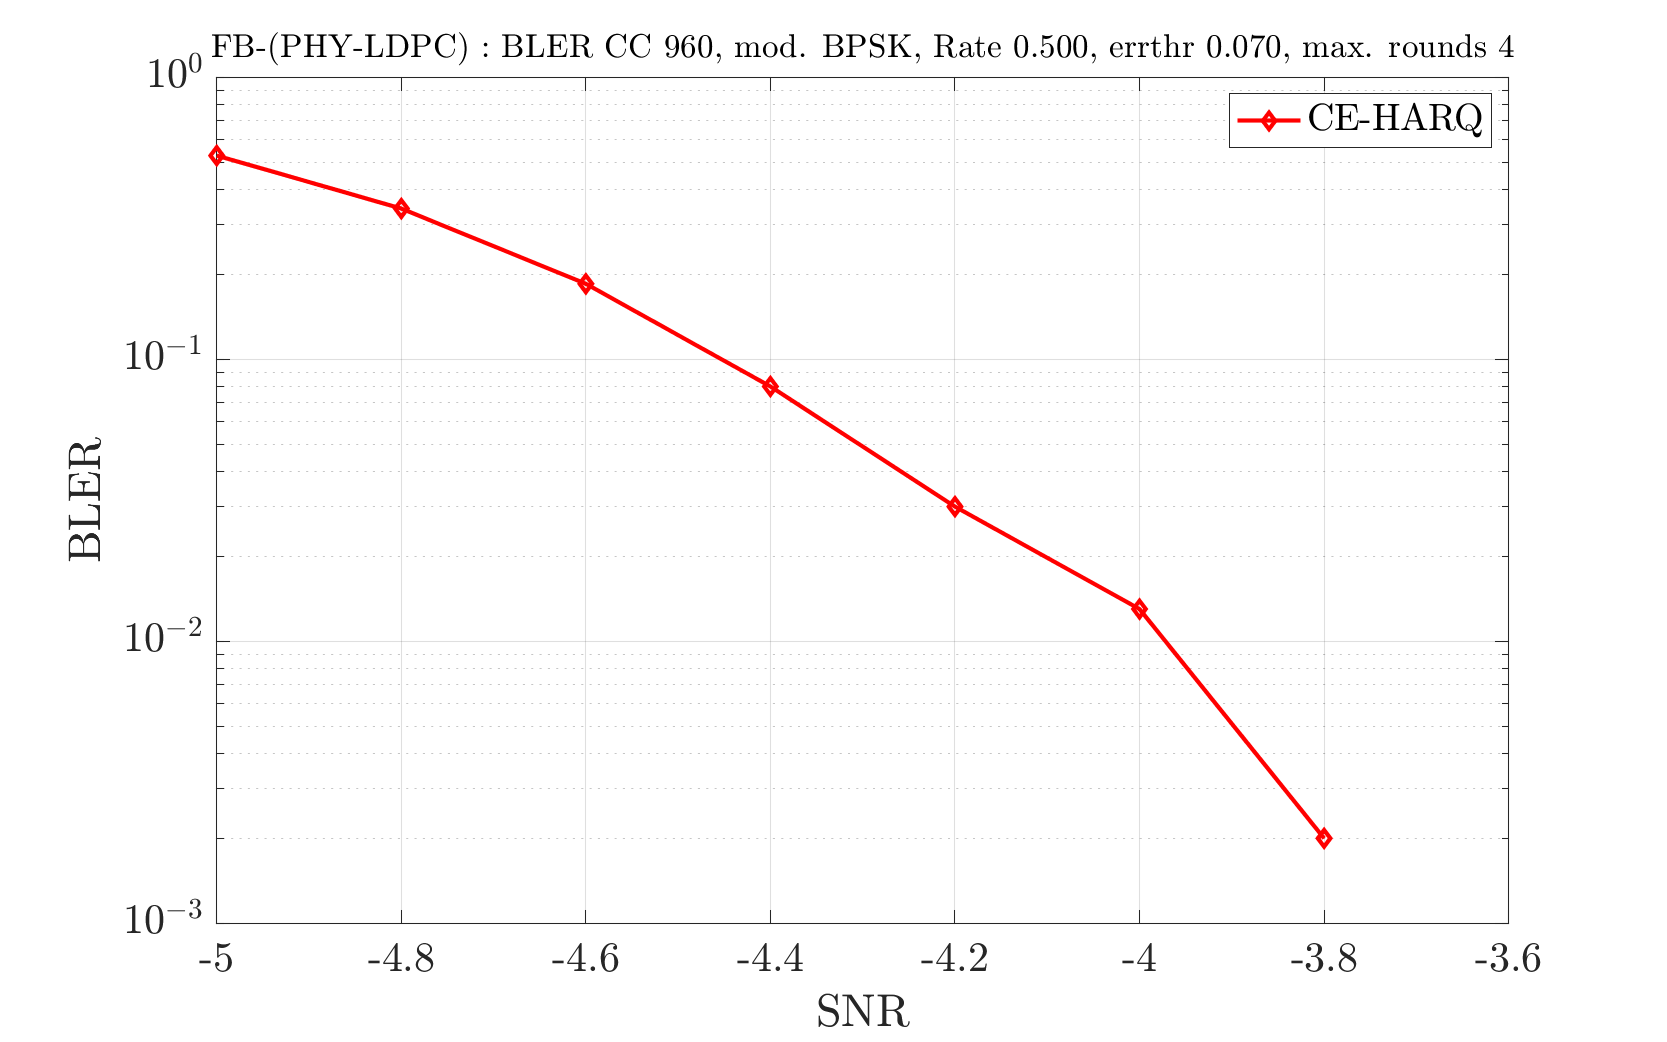 FB-(PHY-LDPC) : BLER CC 960, mod. BPSK, Rate 0.500, errthr 0.070, max. rounds 4
CE-HARQ
10^0
10^{-1}
10^{-2}
10^{-3}
BLER
-5 -4.8 -4.6 -4.4 -4.2 -4 -3.8 -3.6
SNR